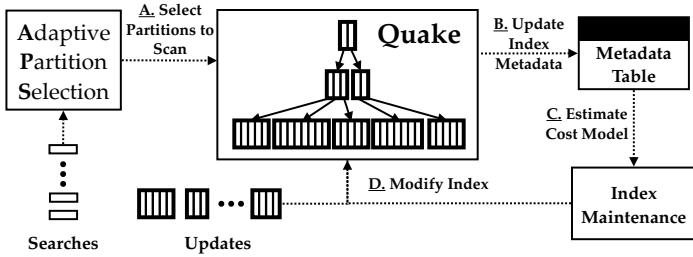 Adaptive
Partition
Selection
A. Select
Partitions to
Scan
Quake
B. Update
Index
Metadata
Metadata
Table
C. Estimate
Cost Model
D. Modify Index
Index
Maintenance
Searches
Updates